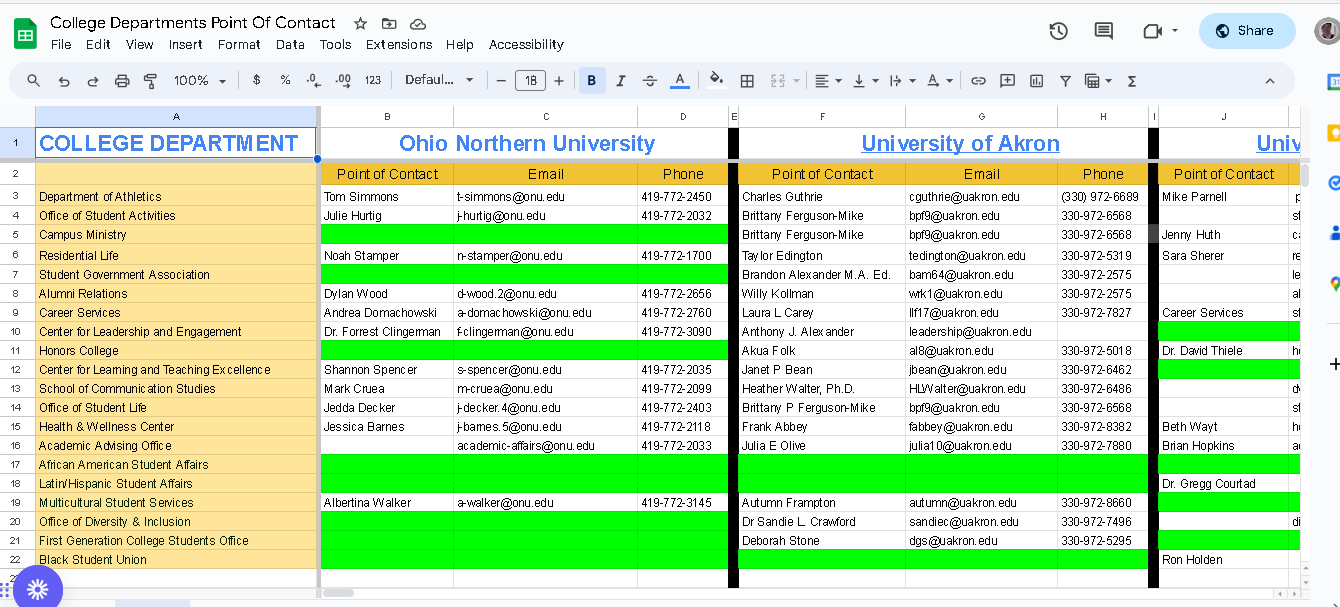 College Departments Point Of Contact
File Edit View Insert Format Data Tools Extensions Help Accessibility
Share
100% $ % .0 .00 123 Defaul... 18 B I A
A B C D E F G H I J
1 COLLEGE DEPARTMENT Ohio Northern University University of Akron
2 Point of Contact Email Phone Point of Contact Email Phone Point of Contact
3 Department of Athletics Tom Simmons t-simmons@onu.edu 419-772-2450 Charles Guthrie cguthrie@uakron.edu (330) 972-6689 Mike Parnell
4 Office of Student Activities Julie Hurtig j-hurtig@onu.edu 419-772-2032 Brittany Ferguson-Mike bpf9@uakron.edu 330-972-6568
5 Campus Ministry Brittany Ferguson-Mike bpf9@uakron.edu 330-972-6568 Jenny Huth
6 Residential Life Noah Stamper n-stamper@onu.edu 419-772-1700 Taylor Edington tedington@uakron.edu 330-972-5319 Sara Sherer
7 Student Government Association Brandon Alexander M.A. Ed. bam64@uakron.edu 330-972-2575
8 Alumni Relations Dylan Wood d-wood.2@onu.edu 419-772-2656 Willy Kollman wrk1@uakron.edu 330-972-2575
9 Career Services Andrea Domachowski a-domachowski@onu.edu 419-772-2760 Laura L Carey llf17@uakron.edu 330-972-7827 Career Services
10 Center for Leadership and Engagement Dr. Forrest Clingerman f-clingerman@onu.edu 419-772-3090 Anthony J. Alexander leadership@uakron.edu
11 Honors College Akua Folk al8@uakron.edu 330-972-5018 Dr. David Thiele
12 Center for Learning and Teaching Excellence Shannon Spencer s-spencer@onu.edu 419-772-2035 Janet P Bean jbean@uakron.edu 330-972-6462
13 School of Communication Studies Mark Cruea m-cruea@onu.edu 419-772-2099 Heather Walter, Ph.D. HLWalter@uakron.edu 330-972-6486
14 Office of Student Life Jedda Decker j-decker.4@onu.edu 419-772-2403 Brittany P Ferguson-Mike bpf9@uakron.edu 330-972-6568
15 Health & Wellness Center Jessica Barnes j-barnes.5@onu.edu 419-772-2118 Frank Abbey fabbey@uakron.edu 330-972-8382 Beth Wayt
16 Academic Advising Office academic-affairs@onu.edu 419-772-2033 Julia E Olive julia10@uakron.edu 330-972-7880 Brian Hopkins
17 African American Student Affairs
18 Latin/Hispanic Student Affairs Dr. Gregg Courtad
19 Multicultural Student Services Albertina Walker a-walker@onu.edu 419-772-3145 Autumn Frampton autumn@uakron.edu 330-972-8660
20 Office of Diversity & Inclusion Dr Sandie L. Crawford sandiec@uakron.edu 330-972-7496
21 First Generation College Students Office Deborah Stone dgs@uakron.edu 330-972-5295
22 Black Student Union Ron Holden